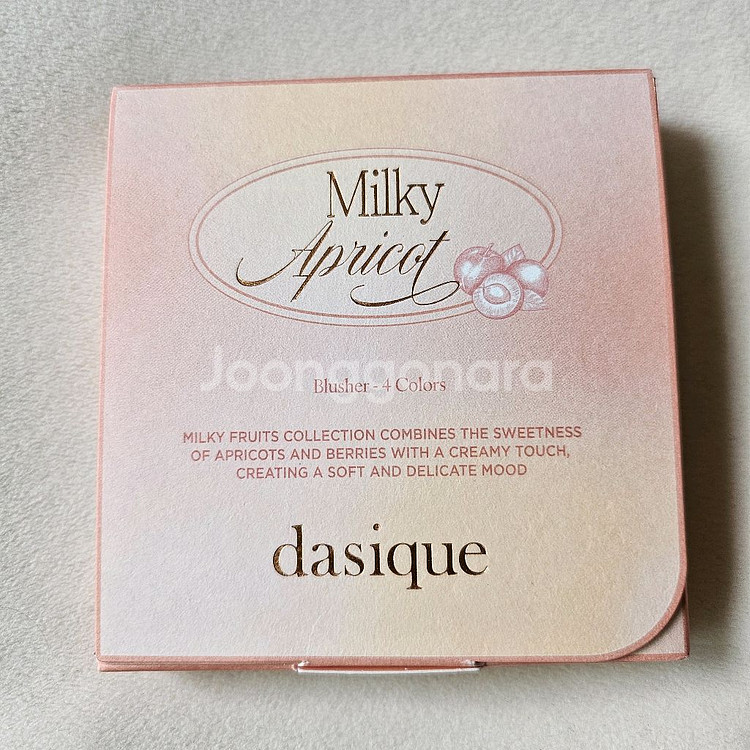 Milky
Apricot
Joonggonara
Blusher - 4 Colors
MILKY FRUITS COLLECTION COMBINES THE SWEETNESS
OF APRICOTS AND BERRIES WITH A CREAMY TOUCH,
CREATING A SOFT AND DELICATE MOOD
dasique